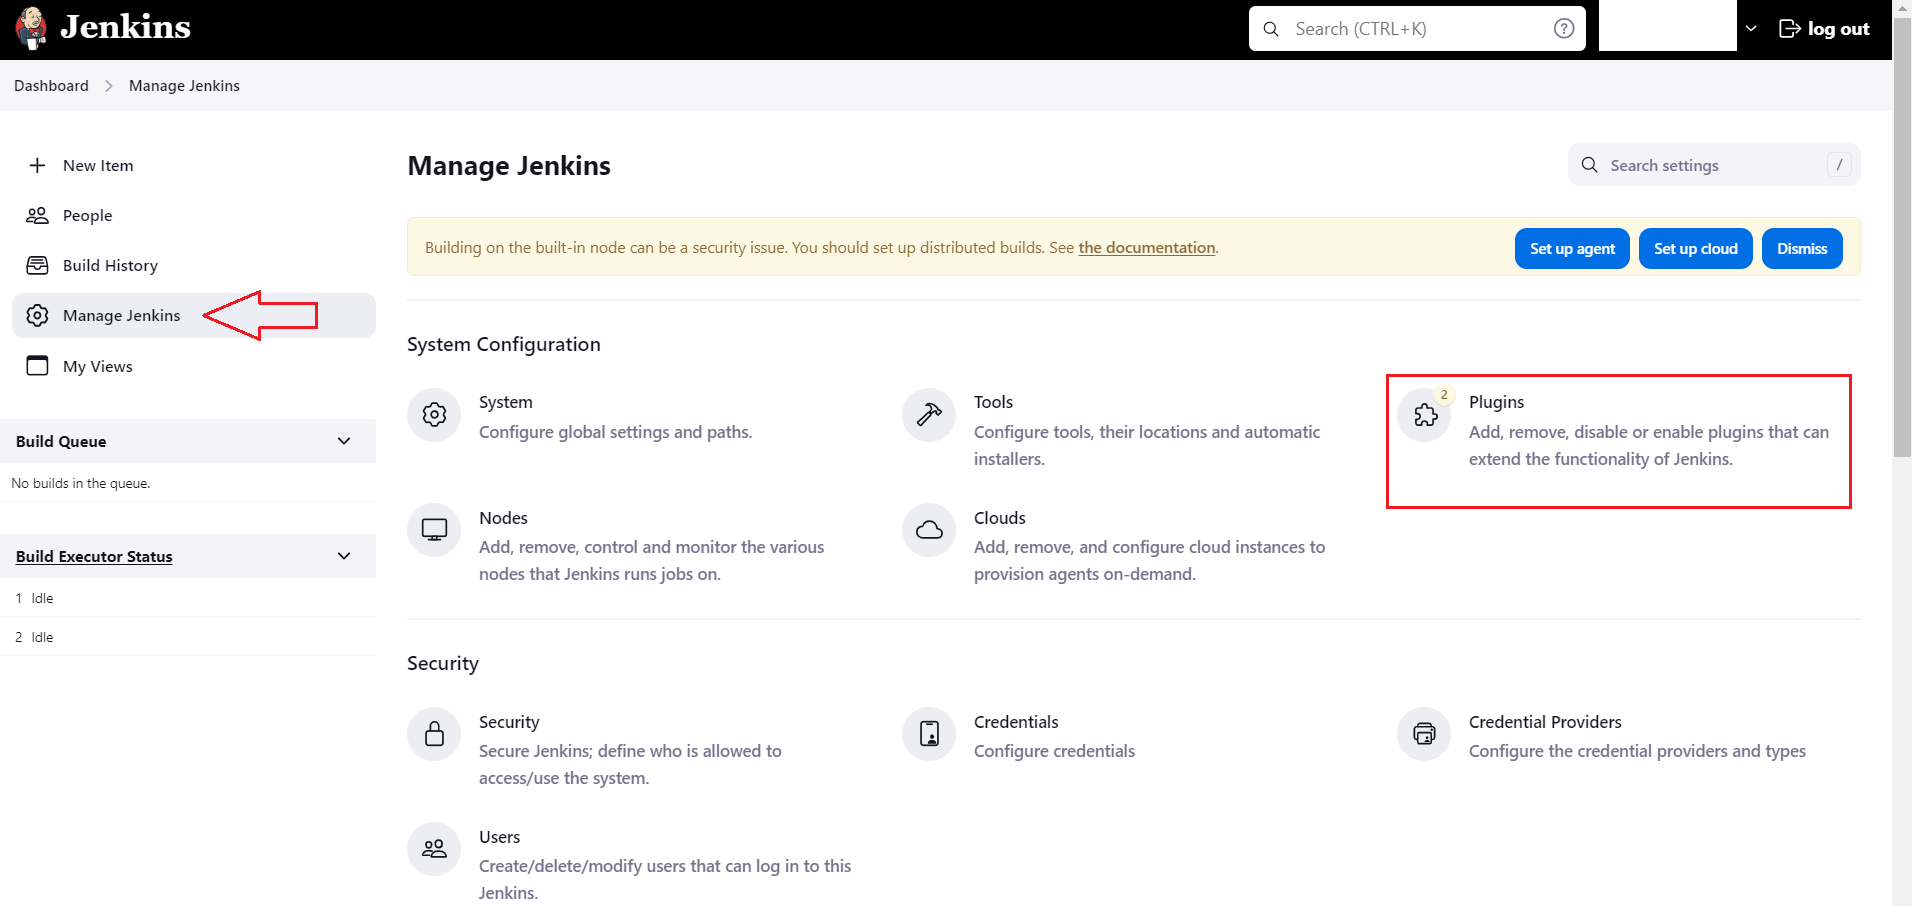 Jenkins
Search (CTRL+K)
log out
Dashboard
Manage Jenkins
New Item
People
Build History
Manage Jenkins
My Views
Build Queue
No builds in the queue.
Build Executor Status
1 Idle
2 Idle
Manage Jenkins
Search settings
/
Building on the built-in node can be a security issue. You should set up distributed builds. See the documentation.
Set up agent
Set up cloud
Dismiss
System Configuration
System
Configure global settings and paths.
Tools
Configure tools, their locations and automatic
installers.
2
Plugins
Add, remove, disable or enable plugins that can
extend the functionality of Jenkins.
Nodes
Add, remove, control and monitor the various
nodes that Jenkins runs jobs on.
Clouds
Add, remove, and configure cloud instances to
provision agents on-demand.
Security
Security
Secure Jenkins; define who is allowed to
access/use the system.
Credentials
Configure credentials
Credential Providers
Configure the credential providers and types
Users
Create/delete/modify users that can log in to this
Jenkins.